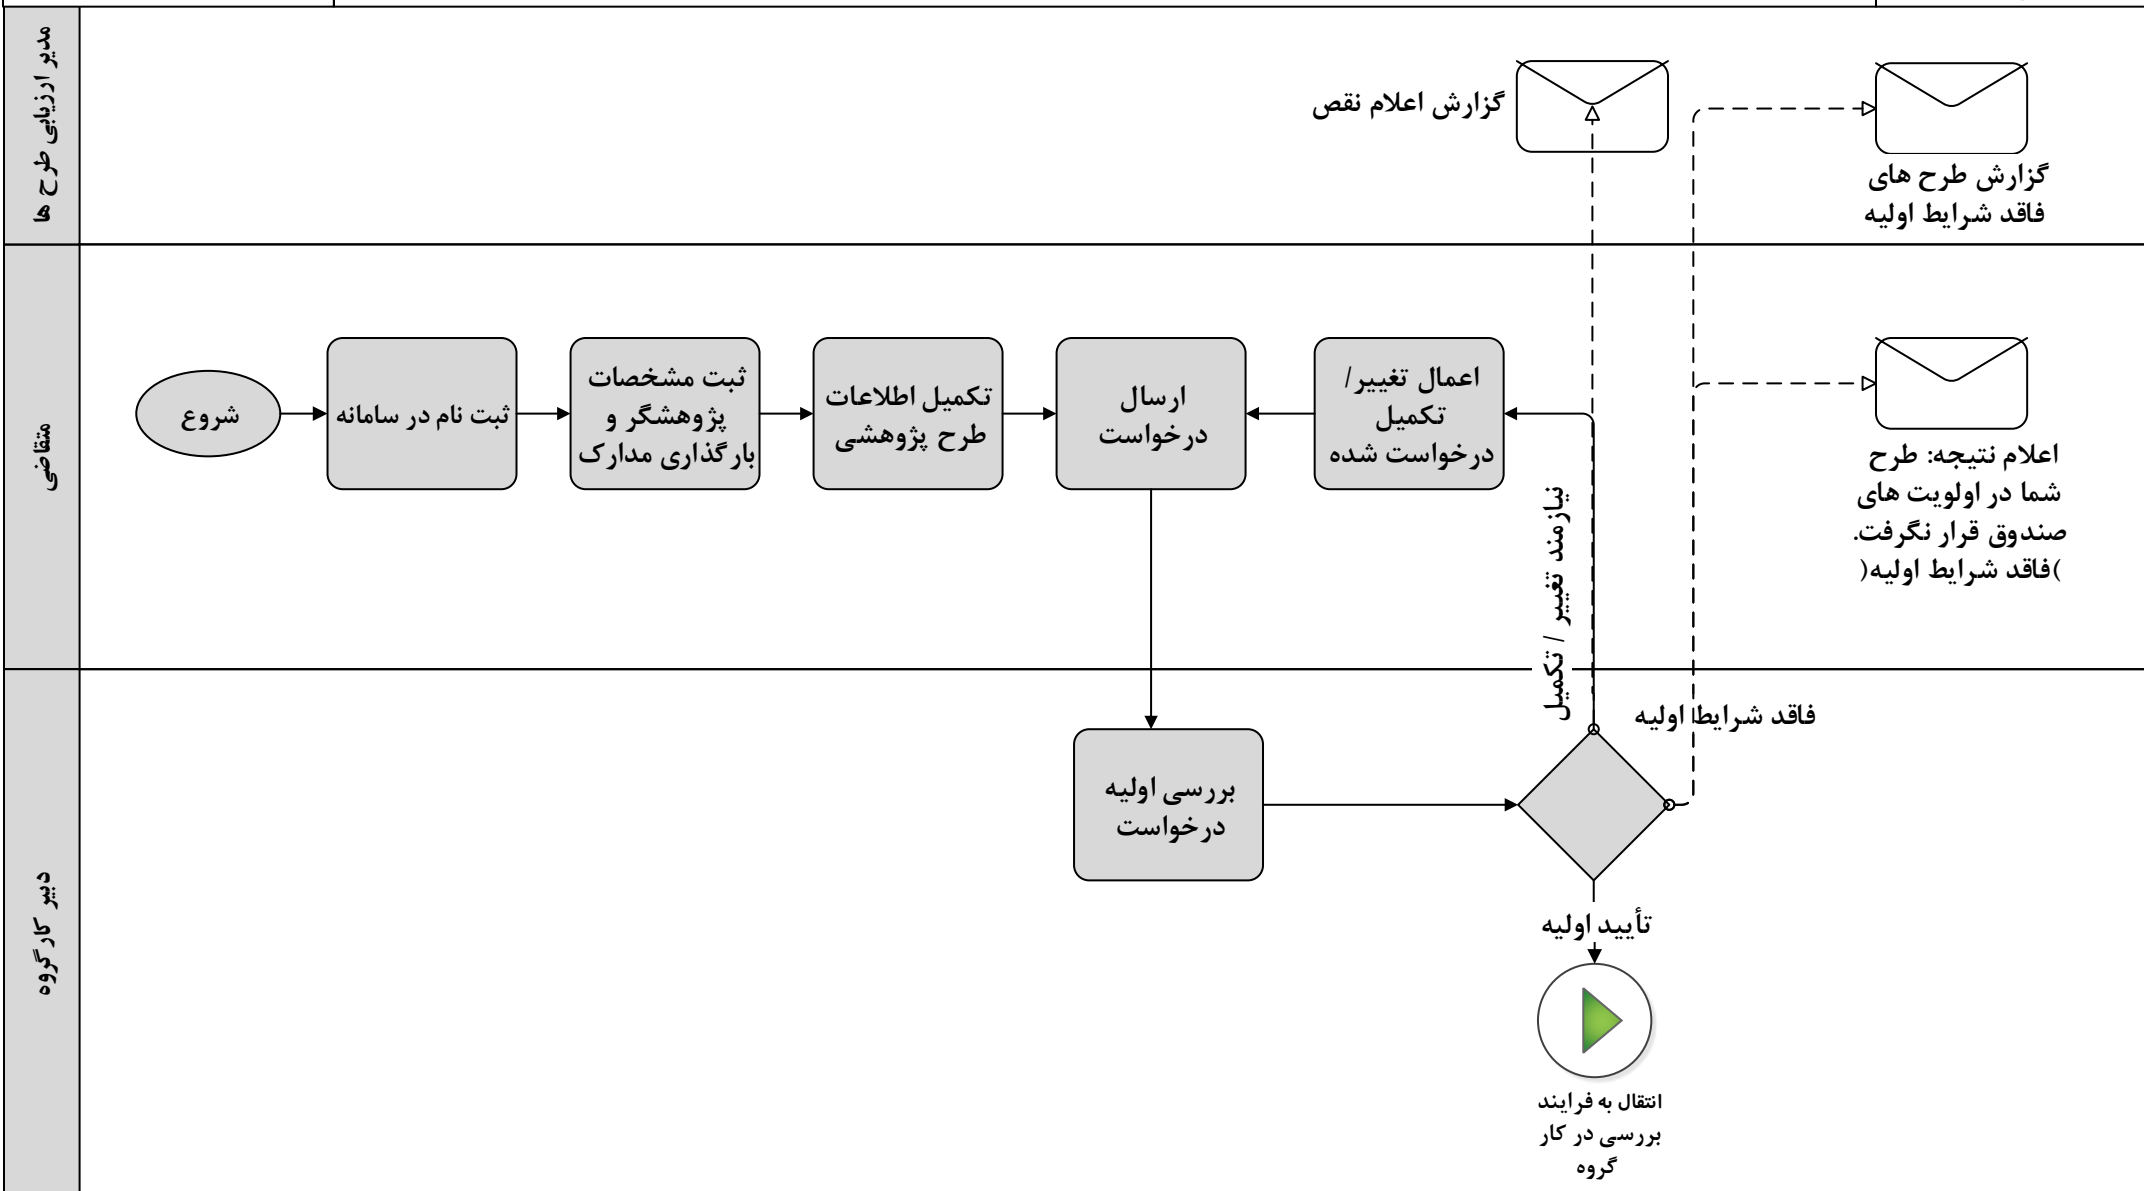 مدیر ارزیابی طرح ها
گزارش اعلام نقص
گزارش طرح های
فاقد شرایط اولیه
متقاضی
شروع
ثبت نام در سامانه
ثبت مشخصات
پژوهشگر و
بارگذاری مدارک
تکمیل اطلاعات
طرح پژوهشی
ارسال
درخواست
اعمال تغییر/
تکمیل
درخواست شده
نیازمند تغییر / تکمیل
اعلام نتیجه: طرح
شما در اولویت های
صندوق قرار نگرفت.
(فاقد شرایط اولیه)
دبیر کارگروه
بررسی اولیه
درخواست
فاقد شرایط اولیه
تأیید اولیه
انتقال به فرایند
بررسی در کار
گروه